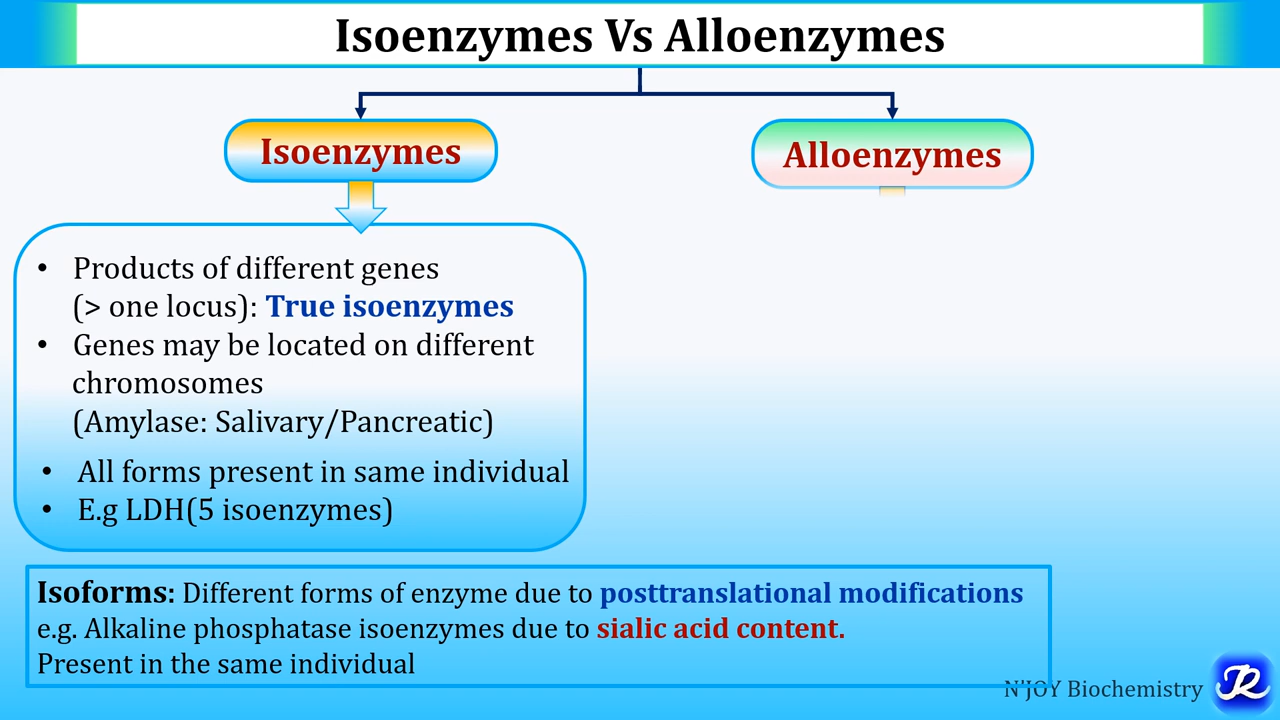 Isoenzymes Vs Alloenzymes
Isoenzymes
Alloenzymes
• Products of different genes
(> one locus): True isoenzymes
• Genes may be located on different
chromosomes
(Amylase: Salivary/Pancreatic)
• All forms present in same individual
• E.g LDH(5 isoenzymes)
Isoforms: Different forms of enzyme due to posttranslational modifications
e.g. Alkaline phosphatase isoenzymes due to sialic acid content.
Present in the same individual
N'JOY Biochemistry
JR